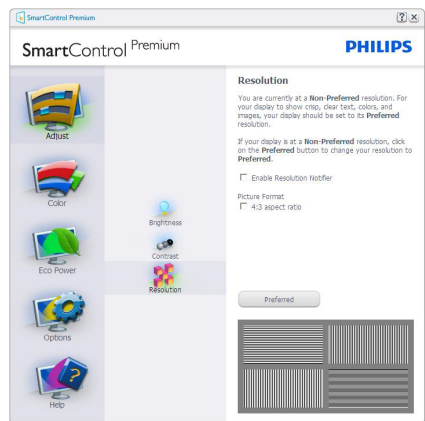 SmartControl Premium
SmartControl Premium
PHILIPS
Adjust
Color
Eco Power
Options
Help
Brightness
Contrast
Resolution
Resolution
You are currently at a Non-Preferred resolution. For
your display to show crisp, clear text, colors, and
images, your display should be set to its Preferred
resolution.
If your display is at a Non-Preferred resolution, click
on the Preferred button to change your resolution to
Preferred.
Enable Resolution Notifier
Picture Format
4:3 aspect ratio
Preferred